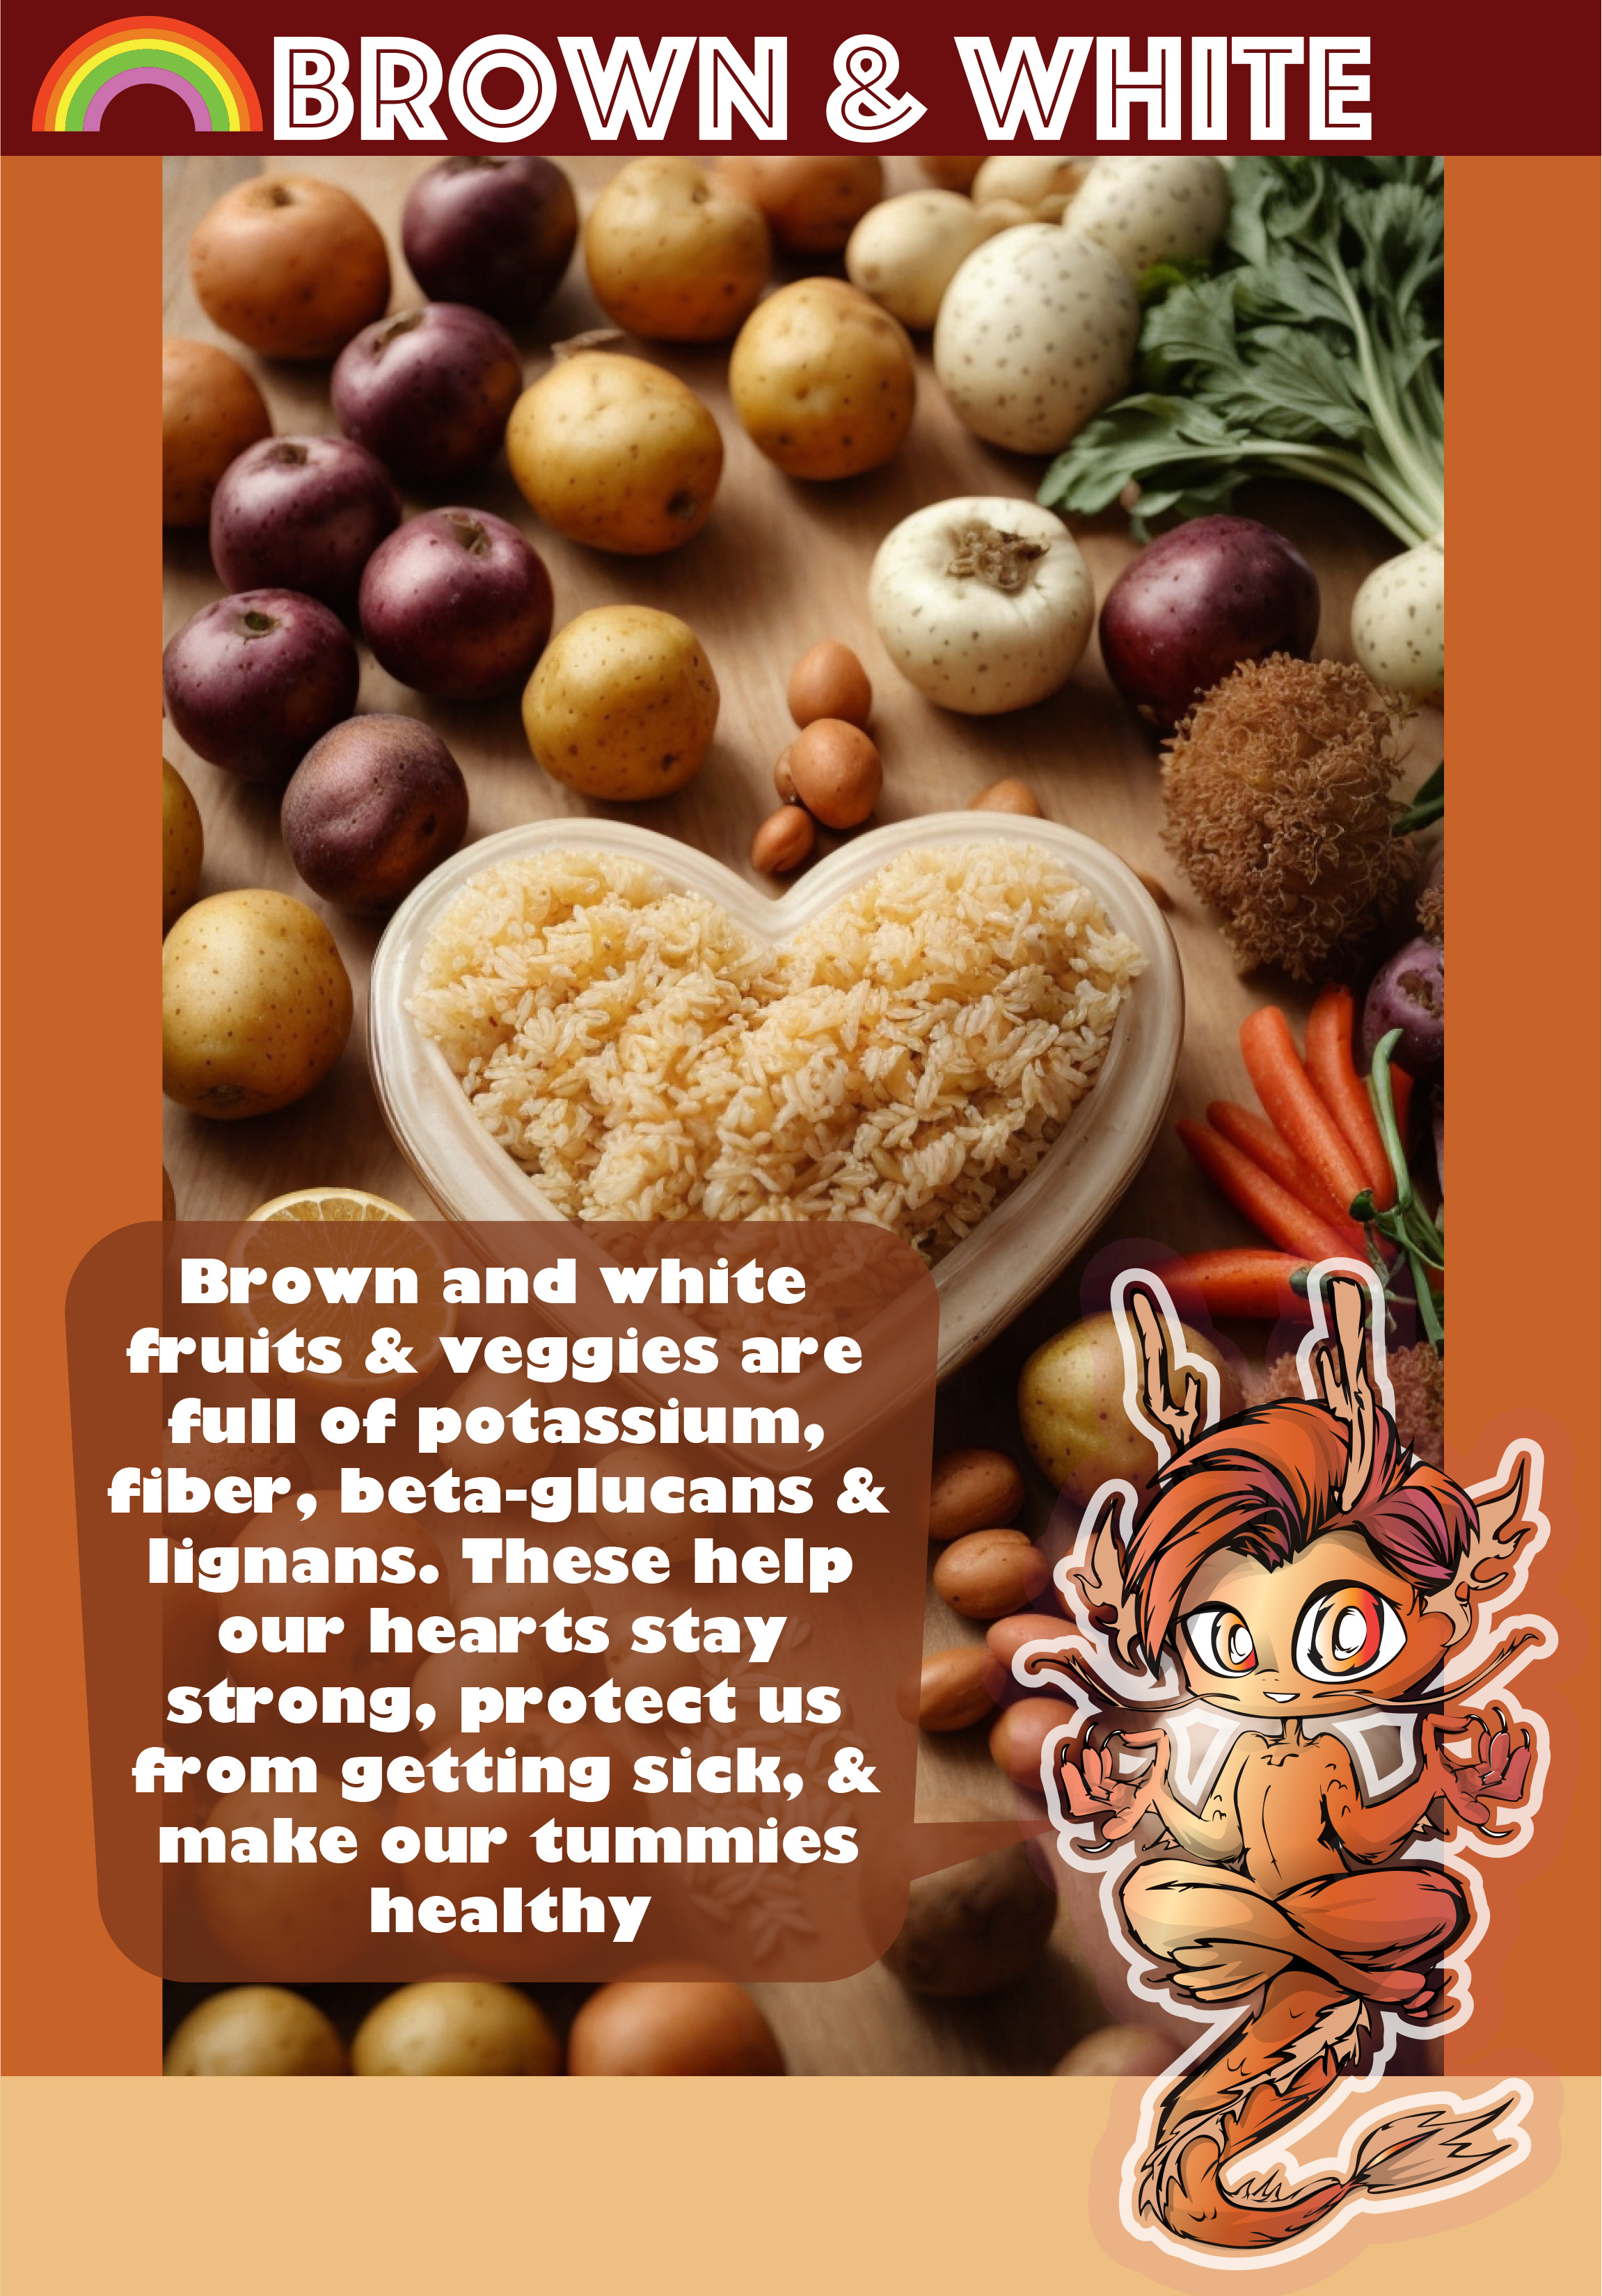 BROWN & WHITE
Brown and white
fruits & veggies are
full of potassium,
fiber, beta-glucans &
lignans. These help
our hearts stay
strong, protect us
from getting sick, &
make our tummies
healthy